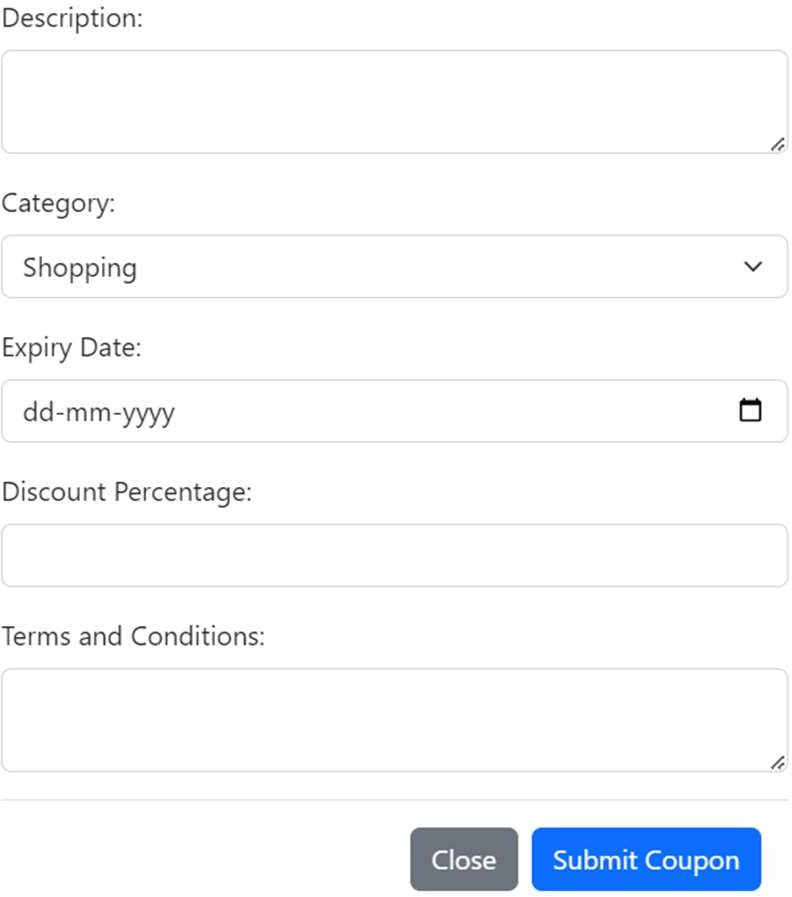 Description:
Category:
Shopping
Expiry Date:
dd-mm-yyyy
Discount Percentage:
Terms and Conditions:
Close Submit Coupon